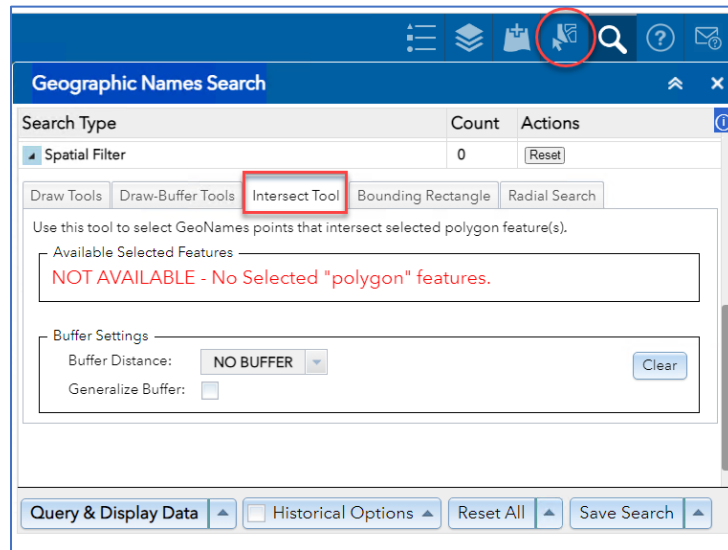 Geographic Names Search
Search Type Count Actions
Spatial Filter 0 Reset
Draw Tools Draw-Buffer Tools Intersect Tool Bounding Rectangle Radial Search
Use this tool to select GeoNames points that intersect selected polygon feature(s).
Available Selected Features
NOT AVAILABLE - No Selected "polygon" features.
Buffer Settings
Buffer Distance: NO BUFFER Clear
Generalize Buffer:
Query & Display Data Historical Options Reset All Save Search